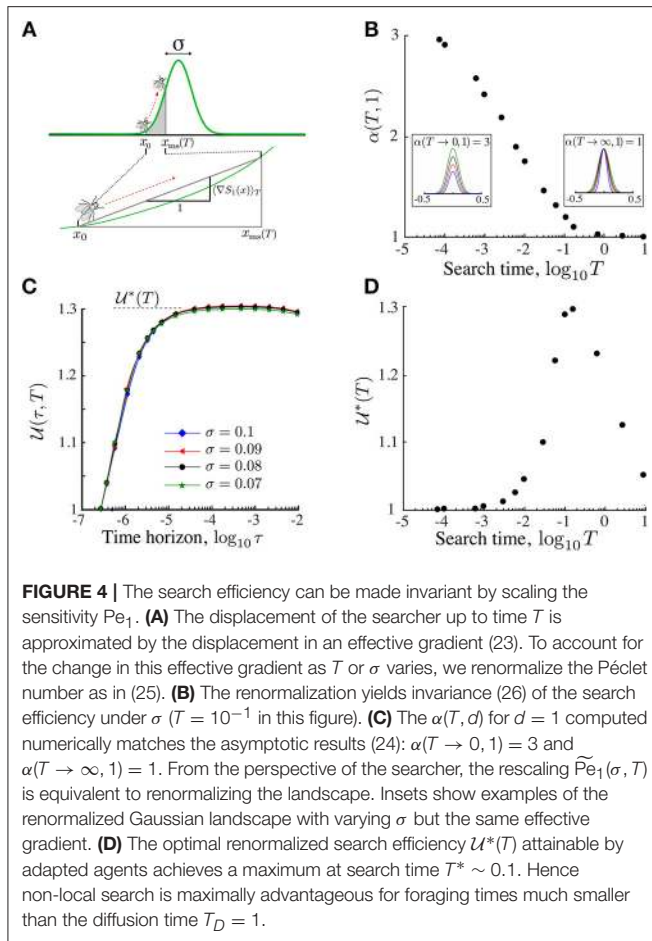 A
σ
x₀
x_ms(T)
⟨∇S₁(x)⟩_T
1
x₀
x_ms(T)
B
α(T, 1)
3
2
1
α(T → 0, 1) = 3
-0.5 0.5
α(T → ∞, 1) = 1
-0.5 0.5
-5 -4 -3 -2 -1 0 1
Search time, log₁₀ T
C
𝒰(τ, T)
1.3
1.2
1.1
1
𝒰*(T)
σ = 0.1
σ = 0.09
σ = 0.08
σ = 0.07
-7 -6 -5 -4 -3 -2
Time horizon, log₁₀ τ
D
𝒰*(T)
1.3
1.2
1.1
1
-5 -4 -3 -2 -1 0 1
Search time, log₁₀ T
FIGURE 4 | The search efficiency can be made invariant by scaling the
sensitivity Pe₁. (A) The displacement of the searcher up to time T is
approximated by the displacement in an effective gradient (23). To account for
the change in this effective gradient as T or σ varies, we renormalize the Péclet
number as in (25). (B) The renormalization yields invariance (26) of the search
efficiency under σ (T = 10⁻¹ in this figure). (C) The α(T, d) for d = 1 computed
numerically matches the asymptotic results (24): α(T → 0, 1) = 3 and
α(T → ∞, 1) = 1. From the perspective of the searcher, the rescaling P̃e₁(σ, T)
is equivalent to renormalizing the landscape. Insets show examples of the
renormalized Gaussian landscape with varying σ but the same effective
gradient. (D) The optimal renormalized search efficiency 𝒰*(T) attainable by
adapted agents achieves a maximum at search time T* ∼ 0.1. Hence
non-local search is maximally advantageous for foraging times much smaller
than the diffusion time T_D = 1.